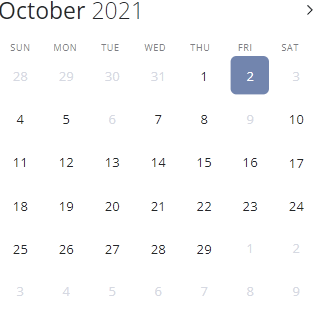 October 2021
SUN MON TUE WED THU FRI SAT
28 29 30 31 1 2 3
4 5 6 7 8 9 10
11 12 13 14 15 16 17
18 19 20 21 22 23 24
25 26 27 28 29 1 2
3 4 5 6 7 8 9